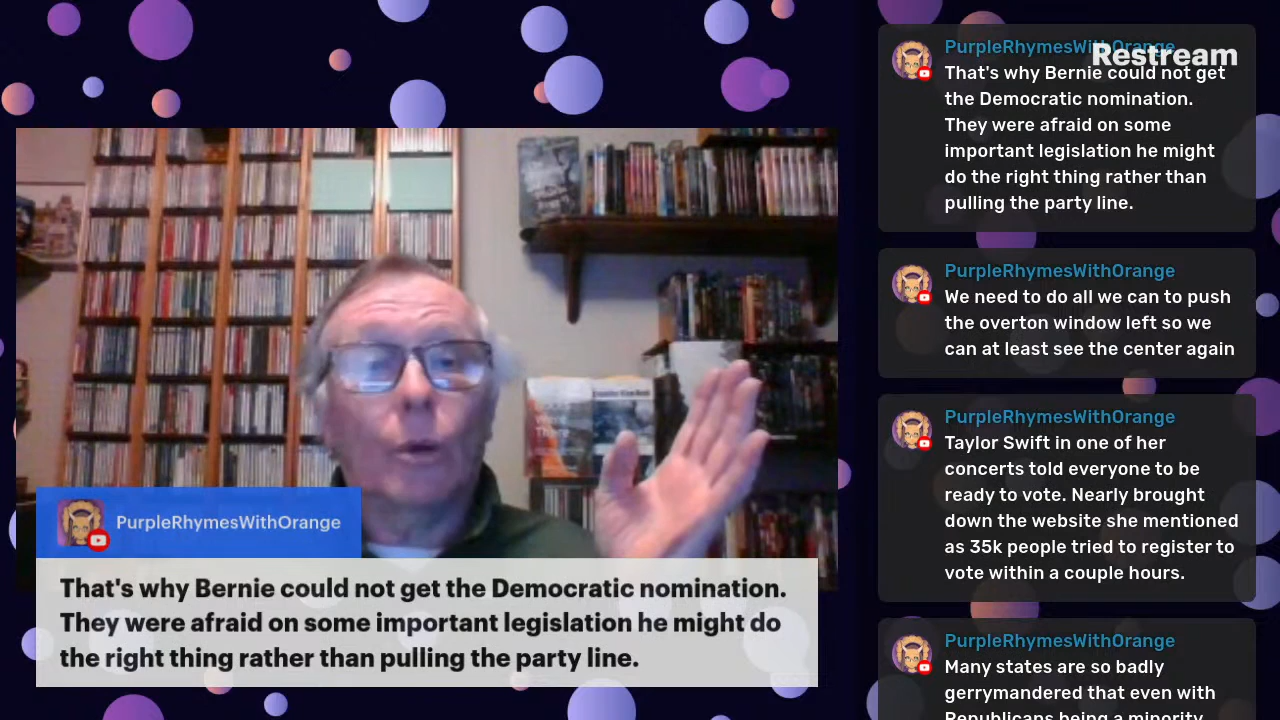 PurpleRhymesWithOrange
That's why Bernie could not get the Democratic nomination.
They were afraid on some important legislation he might do
the right thing rather than pulling the party line.
Restream
PurpleRhymesWithOrange
That's why Bernie could not get
the Democratic nomination.
They were afraid on some
important legislation he might
do the right thing rather than
pulling the party line.
PurpleRhymesWithOrange
We need to do all we can to push
the overton window left so we
can at least see the center again
PurpleRhymesWithOrange
Taylor Swift in one of her
concerts told everyone to be
ready to vote. Nearly brought
down the website she mentioned
as 35k people tried to register to
vote within a couple hours.
PurpleRhymesWithOrange
Many states are so badly
gerrymandered that even with
Republicans being a minority